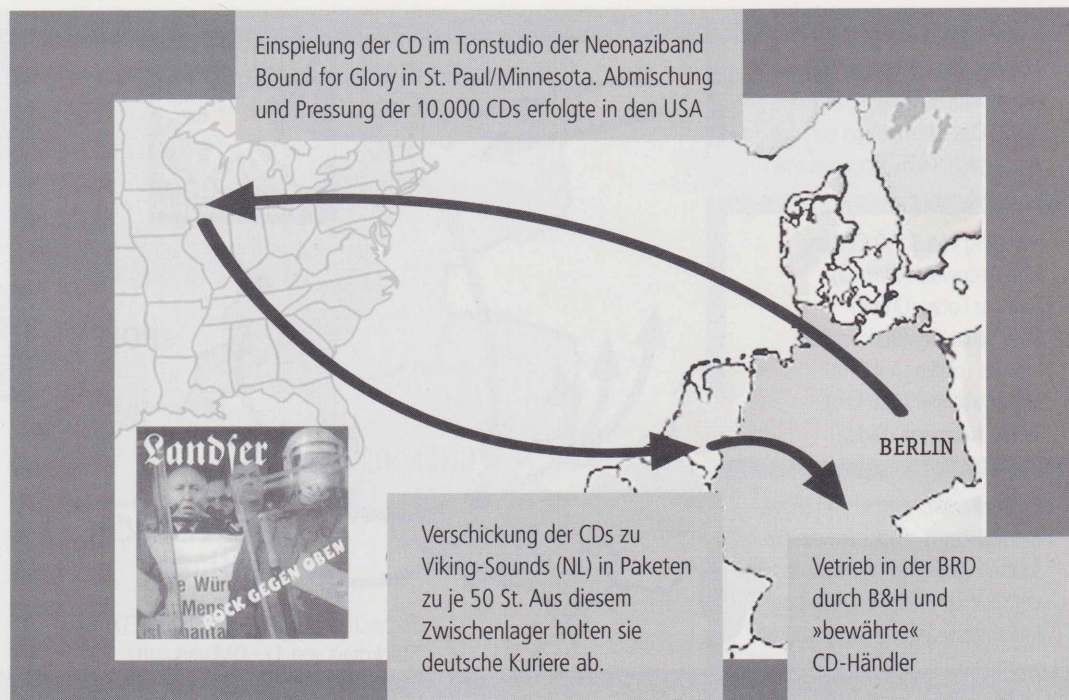 Einspielung der CD im Tonstudio der Neonaziband
Bound for Glory in St. Paul/Minnesota. Abmischung
und Pressung der 10.000 CDs erfolgte in den USA
BERLIN
Landser
ROCK GEGEN OBEN
Würd
Mensc
ist
Verschickung der CDs zu
Viking-Sounds (NL) in Paketen
zu je 50 St. Aus diesem
Zwischenlager holten sie
deutsche Kuriere ab.
Vetrieb in der BRD
durch B&H und
»bewährte«
CD-Händler